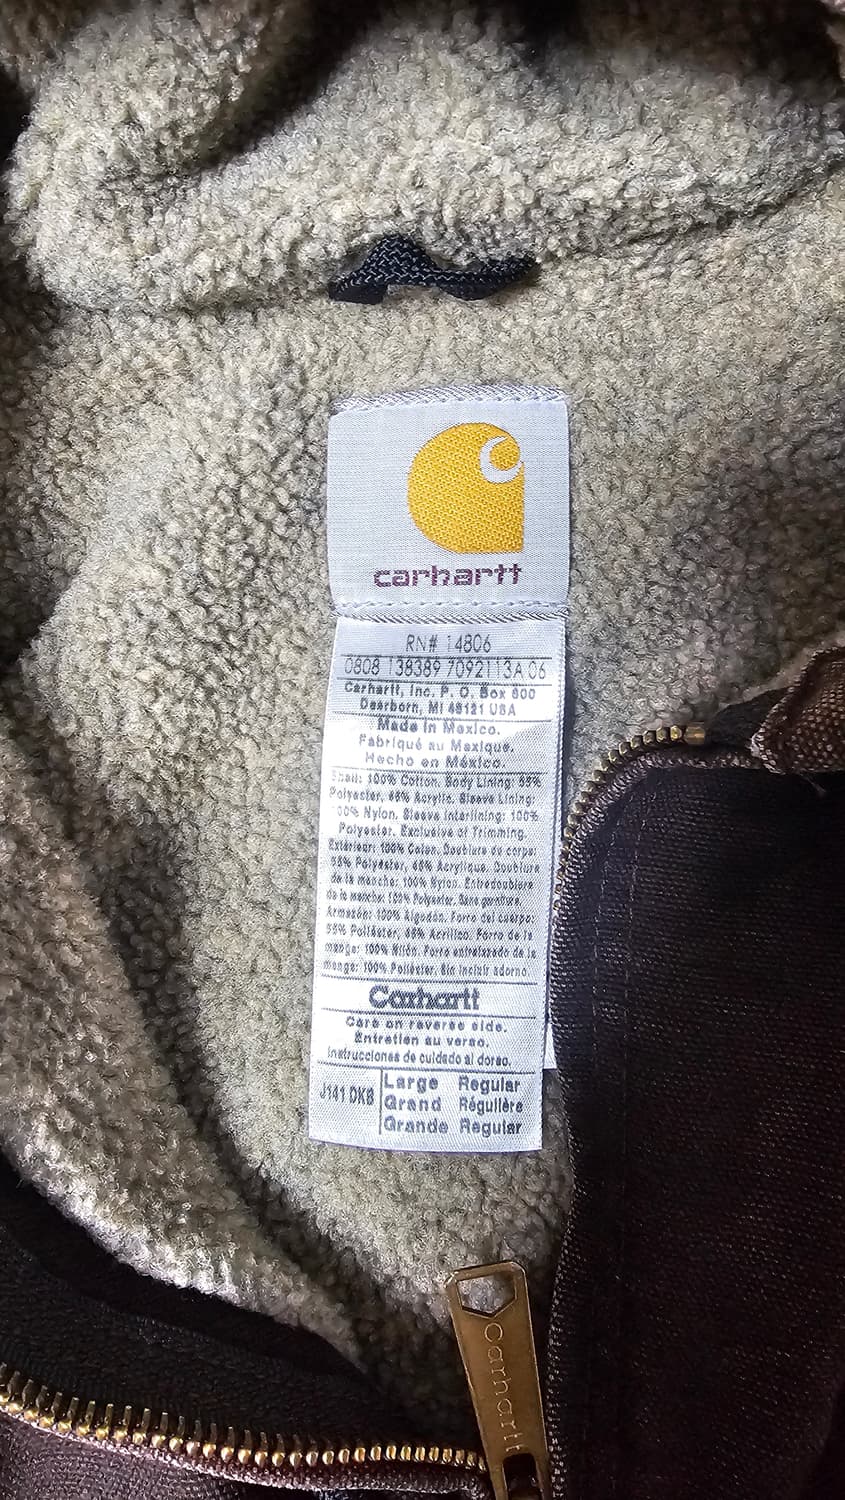 carhartt
RN# 14806
0808 138389 7092113A 06
Carhartt, Inc. P. O. Box 600
Dearborn, MI 48121 USA
Made in Mexico.
Fabriqué au Mexique.
Hecho en México.
Shell: 100% Cotton. Body Lining: 55%
Polyester, 45% Acrylic. Sleeve Lining:
100% Nylon. Sleeve Interlining: 100%
Polyester. Exclusive of Trimming.
Extérieur: 100% Coton. Doublure du corps:
55% Polyéster, 45% Acrylique. Doublure
de la manche: 100% Nylon. Entredoublure
de la manche: 100% Polyester. Sans garniture.
Armazón: 100% Algodón. Forro del cuerpo:
55% Poliéster, 45% Acrílico. Forro de la
manga: 100% Nilón. Forro entrelazado de la
manga: 100% Poliéster. Sin incluir adorno.
Carhartt
Care on reverse side.
Entretien au verso.
Instrucciones de cuidado al dorso.
J141 DKB
Large Regular
Grand Régulière
Grande Regular
Carhartt